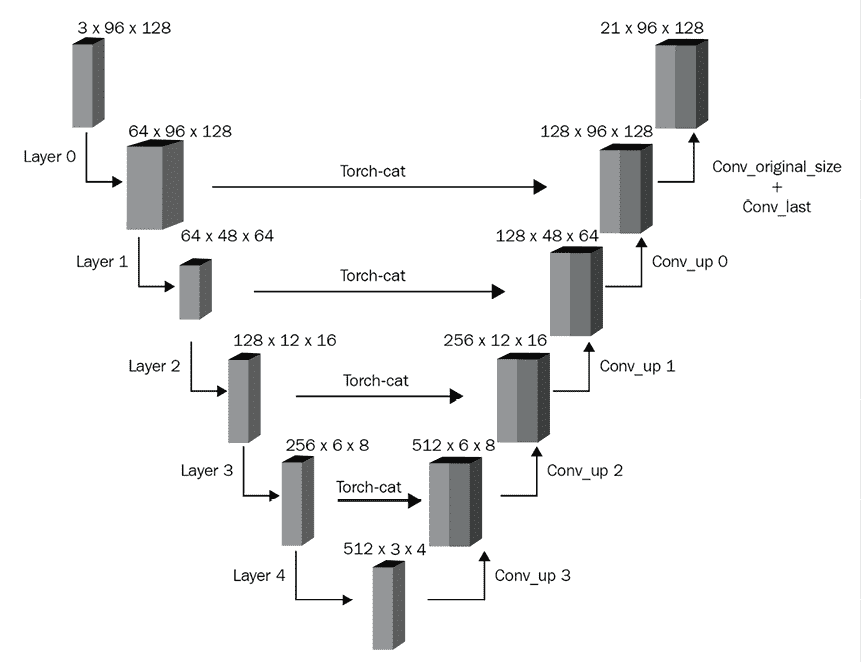 3 x 96 x 128
21 x 96 x 128
64 x 96 x 128
128 x 96 x 128
Layer 0
Torch-cat
Conv_original_size
+
Conv_last
64 x 48 x 64
128 x 48 x 64
Layer 1
Torch-cat
Conv_up 0
128 x 12 x 16
256 x 12 x 16
Layer 2
Torch-cat
Conv_up 1
256 x 6 x 8
512 x 6 x 8
Layer 3
Torch-cat
Conv_up 2
512 x 3 x 4
Layer 4
Conv_up 3